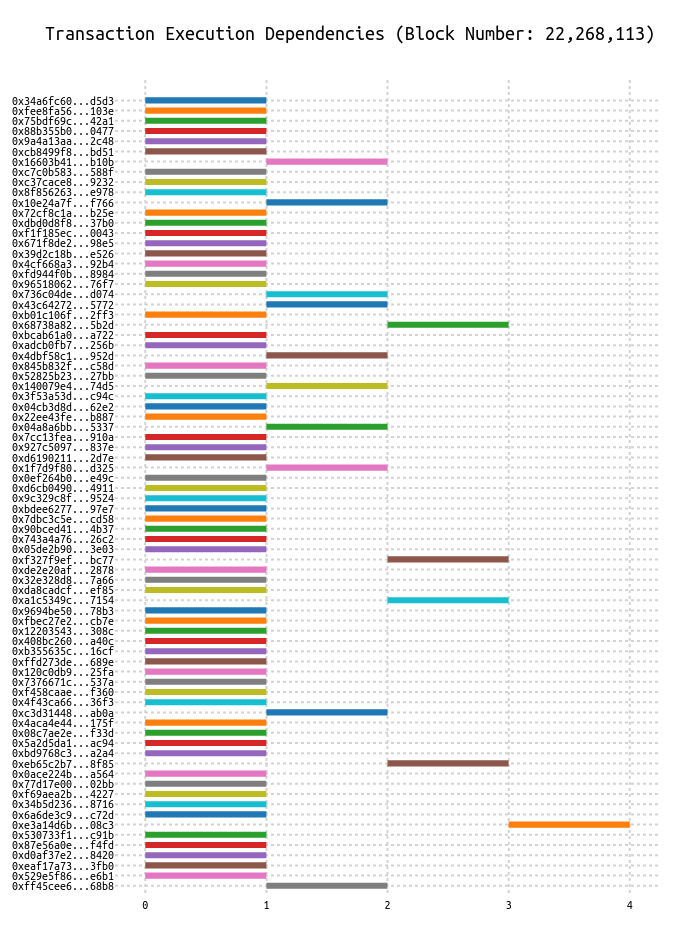 Transaction Execution Dependencies (Block Number: 22,268,113)
0x34a6fc60...d5d3
0xfee8fa56...103e
0x75bdf69c...42a1
0x88b355b0...0477
0x9a4a13aa...2c48
0xcb8499f8...bd51
0x16603b41...b10b
0xc7c0b583...588f
0xc37cace8...9232
0x8f856263...e978
0x10e24a7f...f766
0x72cf8c1a...b25e
0xdbd0d8f8...37b0
0xf1f185ec...0043
0x671f8de2...98e5
0x39d2c18b...e526
0x4cf668a3...92b4
0xfd944f0b...8984
0x96518062...76f7
0x736c04de...d074
0x43c64272...5772
0xb01c106f...2ff3
0x68738a82...5b2d
0xbcab61a0...a722
0xadcb0fb7...256b
0x4dbf58c1...952d
0x845b832f...c58d
0x52825b23...27bb
0x140079e4...74d5
0x3f53a53d...c94c
0x04cb3d8d...62e2
0x22ee43fe...b887
0x04a8a6bb...5337
0x7cc13fea...910a
0x927c5097...837e
0xd6190211...2d7e
0x1f7d9f80...d325
0x0ef264b0...e49c
0xd6cb0490...4911
0x9c329c8f...9524
0xbdee6277...97e7
0x7dbc3c5e...cd58
0x90bced41...4b37
0x743a4a76...26c2
0x05de2b90...3e03
0xf327f9ef...bc77
0xde2e20af...2878
0x32e328d8...7a66
0xda8cadcf...ef85
0xa1c5349c...7154
0x9694be50...78b3
0xfbec27e2...cb7e
0x12203543...308c
0x408bc260...a40c
0xb355635c...16cf
0xffd273de...689e
0x120c0db9...25fa
0x7376671c...537a
0xf458caae...f360
0x4f43ca66...36f3
0xc3d31448...ab0a
0x4aca4e44...175f
0x08c7ae2e...f33d
0x5a2d5da1...ac94
0xbd9768c3...a2a4
0xeb65c2b7...8f85
0x0ace224b...a564
0x77d17e00...02bb
0xf69aea2b...4227
0x34b5d236...8716
0x6a6de3c9...c72d
0xe3a14d6b...08c3
0x530733f1...c91b
0x87e56a0e...f4fd
0xd0af37e2...8420
0xeaf17a73...3fb0
0x529e5f86...e6b1
0xff45cee6...68b8
0 1 2 3 4